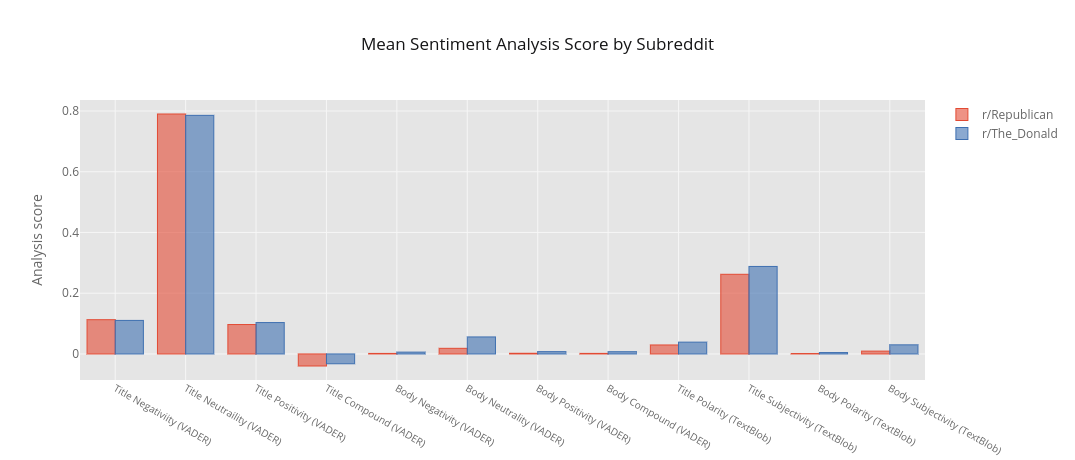 Mean Sentiment Analysis Score by Subreddit
r/Republican
r/The_Donald
Analysis score
0.8
0.6
0.4
0.2
0
Title Negativiity (VADER)
Title Neutraility (VADER)
Title Positivity (VADER)
Title Compound (VADER)
Body Negativity (VADER)
Body Neutrality (VADER)
Body Positivity (VADER)
Body Compound (VADER)
Title Polarity (TextBlob)
Title Subjectivity (TextBlob)
Body Polarity (TextBlob)
Body Subjectivity (TextBlob)